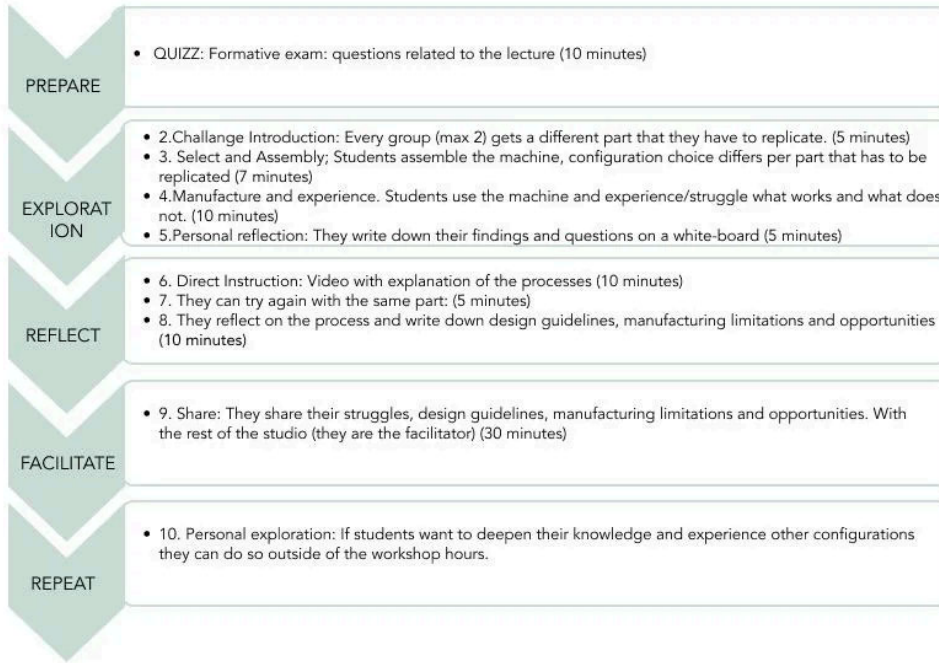 PREPARE
• QUIZZ: Formative exam: questions related to the lecture (10 minutes)
EXPLORAT
ION
• 2.Challange Introduction: Every group (max 2) gets a different part that they have to replicate. (5 minutes)
• 3. Select and Assembly; Students assemble the machine, configuration choice differs per part that has to be
replicated (7 minutes)
• 4.Manufacture and experience. Students use the machine and experience/struggle what works and what does
not. (10 minutes)
• 5.Personal reflection: They write down their findings and questions on a white-board (5 minutes)
REFLECT
• 6. Direct Instruction: Video with explanation of the processes (10 minutes)
• 7. They can try again with the same part: (5 minutes)
• 8. They reflect on the process and write down design guidelines, manufacturing limitations and opportunities
(10 minutes)
FACILITATE
• 9. Share: They share their struggles, design guidelines, manufacturing limitations and opportunities. With
the rest of the studio (they are the facilitator) (30 minutes)
REPEAT
• 10. Personal exploration: If students want to deepen their knowledge and experience other configurations
they can do so outside of the workshop hours.